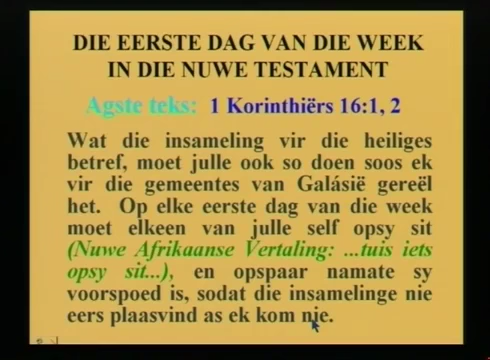 DIE EERSTE DAG VAN DIE WEEK
IN DIE NUWE TESTAMENT
Agste teks: 1 Korinthiërs 16:1, 2
Wat die insameling vir die heiliges
betref, moet julle ook so doen soos ek
vir die gemeentes van Galásië gereël
het. Op elke eerste dag van die week
moet elkeen van julle self opsy sit
(Nuwe Afrikaanse Vertaling: ...tuis iets
opsy sit...), en opspaar namate sy
voorspoed is, sodat die insamelinge nie
eers plaasvind as ek kom nie.